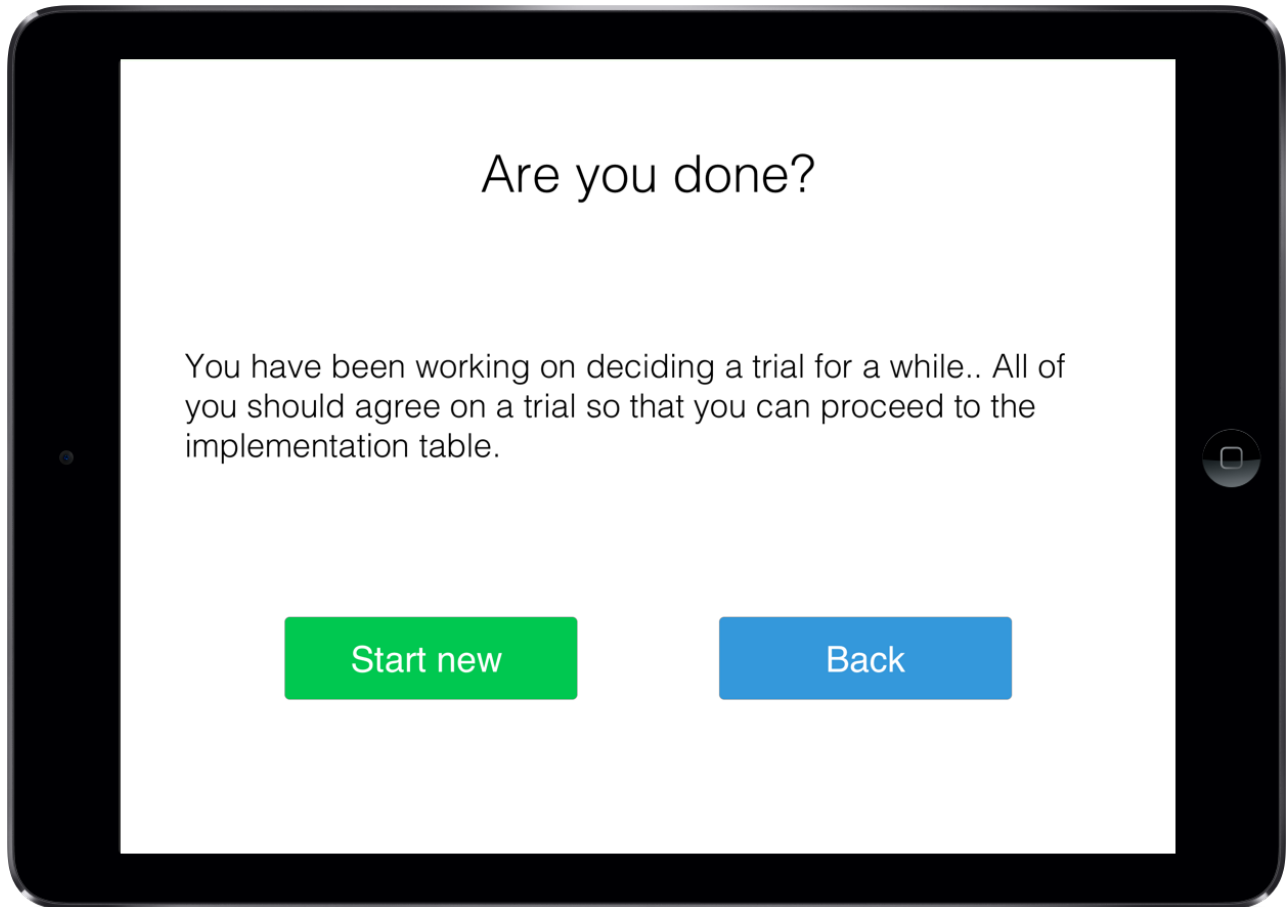 Are you done?
You have been working on deciding a trial for a while.. All of
you should agree on a trial so that you can proceed to the
implementation table.
Start new
Back